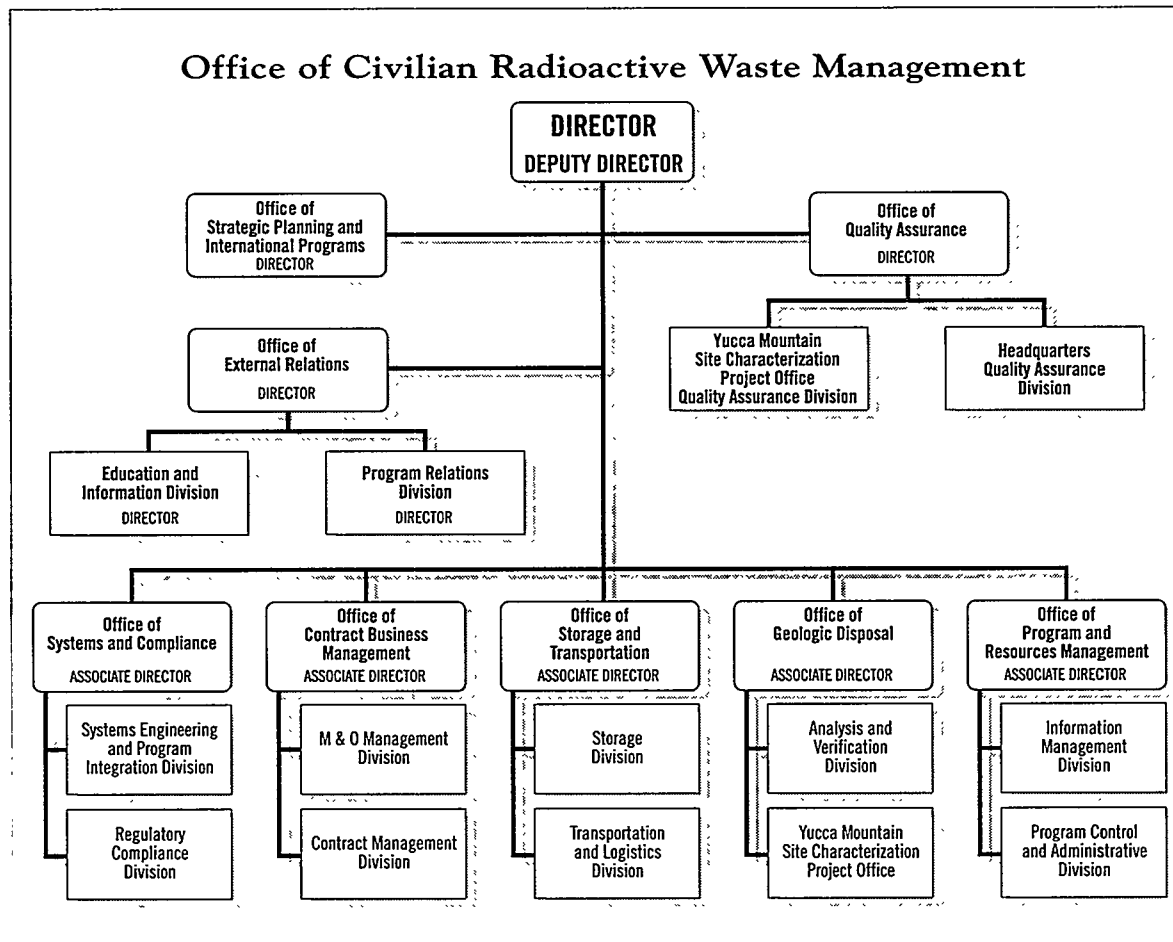 Office of Civilian Radioactive Waste Management
DIRECTOR
DEPUTY DIRECTOR
Office of
Strategic Planning and
International Programs
DIRECTOR
Office of
Quality Assurance
DIRECTOR
Yucca Mountain
Site Characterization
Project Office
Quality Assurance Division
Headquarters
Quality Assurance
Division
Office of
External Relations
DIRECTOR
Education and
Information Division
DIRECTOR
Program Relations
Division
DIRECTOR
Office of
Systems and Compliance
ASSOCIATE DIRECTOR
Systems Engineering
and Program
Integration Division
Regulatory
Compliance
Division
Office of
Contract Business
Management
ASSOCIATE DIRECTOR
M & O Management
Division
Contract Management
Division
Office of
Storage and
Transportation
ASSOCIATE DIRECTOR
Storage
Division
Transportation
and Logistics
Division
Office of
Geologic Disposal
ASSOCIATE DIRECTOR
Analysis and
Verification
Division
Yucca Mountain
Site Characterization
Project Office
Office of
Program and
Resources Management
ASSOCIATE DIRECTOR
Information
Management
Division
Program Control
and Administrative
Division